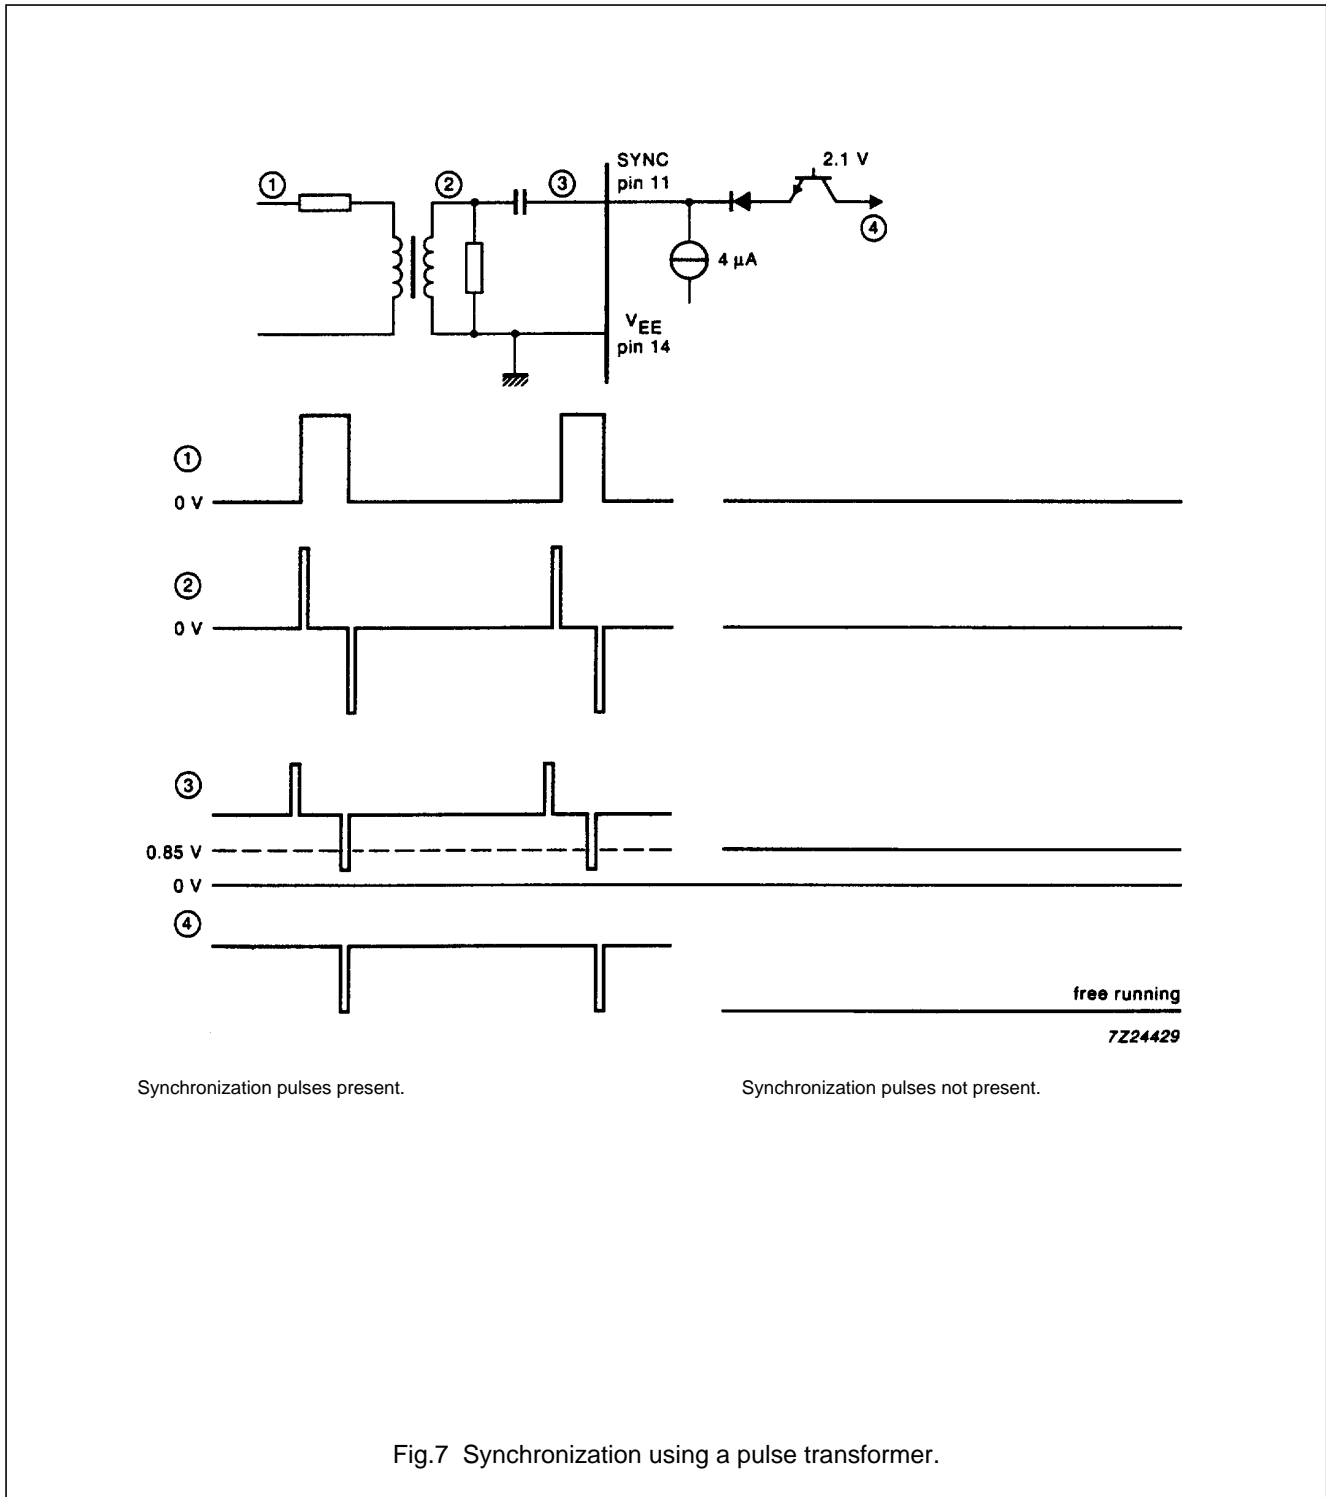 SYNC
pin 11
2.1 V
1
2
3
4
4 µA
VEE
pin 14
1
0 V
2
0 V
3
0.85 V
0 V
4
free running
7Z24429
Synchronization pulses present.
Synchronization pulses not present.
Fig.7 Synchronization using a pulse transformer.